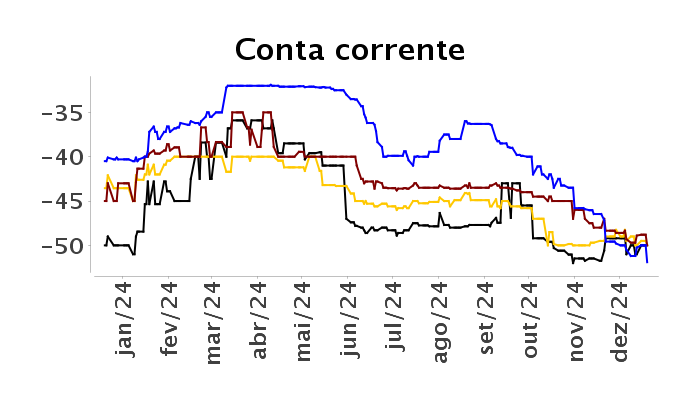 Conta corrente
−35
−40
−45
−50
jan/24
fev/24
mar/24
abr/24
mai/24
jun/24
jul/24
ago/24
set/24
out/24
nov/24
dez/24